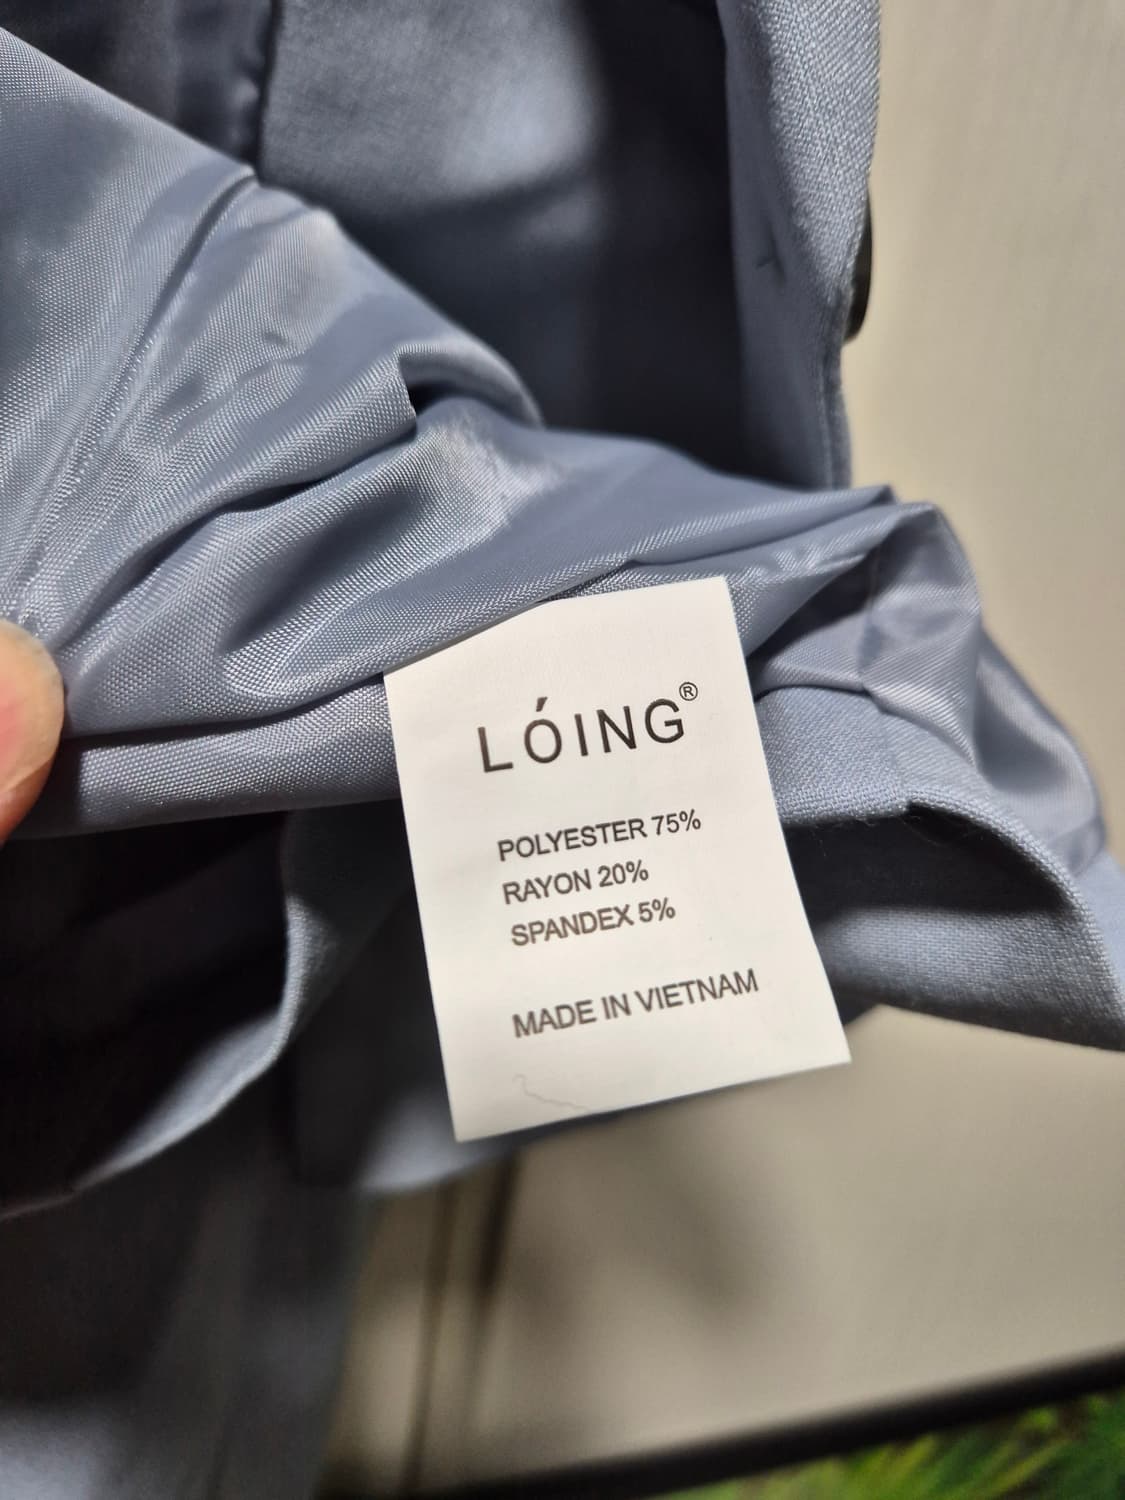 LÓING®
POLYESTER 75%
RAYON 20%
SPANDEX 5%
MADE IN VIETNAM